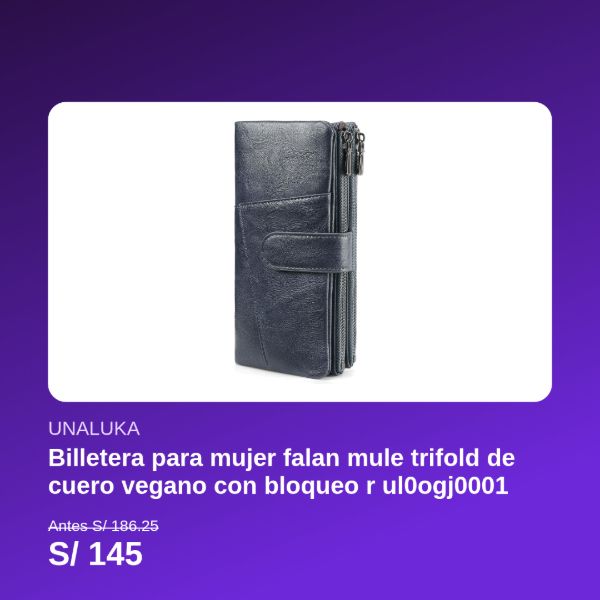 UNALUKA
Billetera para mujer falan mule trifold de
cuero vegano con bloqueo r ul0ogj0001
Antes S/ 186.25
S/ 145